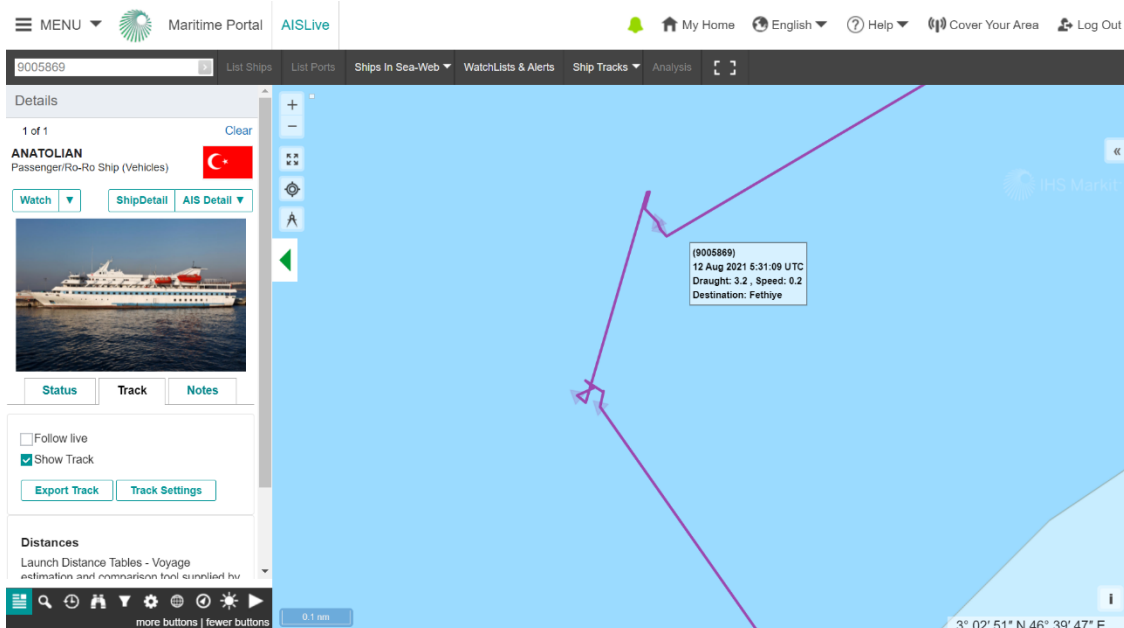 MENU Maritime Portal AISLive My Home English Help Cover Your Area Log Out
9005869 List Ships List Ports Ships In Sea-Web WatchLists & Alerts Ship Tracks Analysis
Details
1 of 1 Clear
ANATOLIAN
Passenger/Ro-Ro Ship (Vehicles)
Watch ShipDetail AIS Detail
Status Track Notes
Follow live
Show Track
Export Track Track Settings
Distances
Launch Distance Tables - Voyage
estimation and comparison tool supplied by
more buttons | fewer buttons
IHS Markit
(9005869)
12 Aug 2021 5:31:09 UTC
Draught: 3.2 , Speed: 0.2
Destination: Fethiye
0.1 nm
3° 02' 51" N 46° 39' 47" E